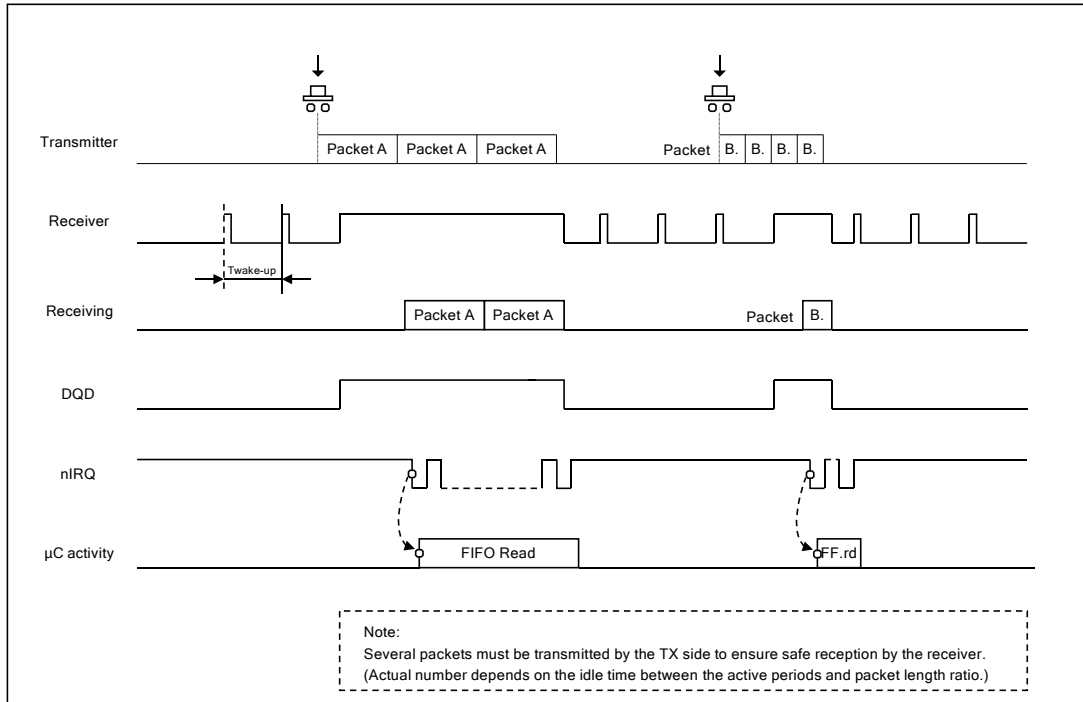 Transmitter
Packet A Packet A Packet A
Packet B. B. B. B.
Receiver
Twake-up
Receiving
Packet A Packet A
Packet B.
DQD
nIRQ
µC activity
FIFO Read
FF.rd
Note:
Several packets must be transmitted by the TX side to ensure safe reception by the receiver.
(Actual number depends on the idle time between the active periods and packet length ratio.)